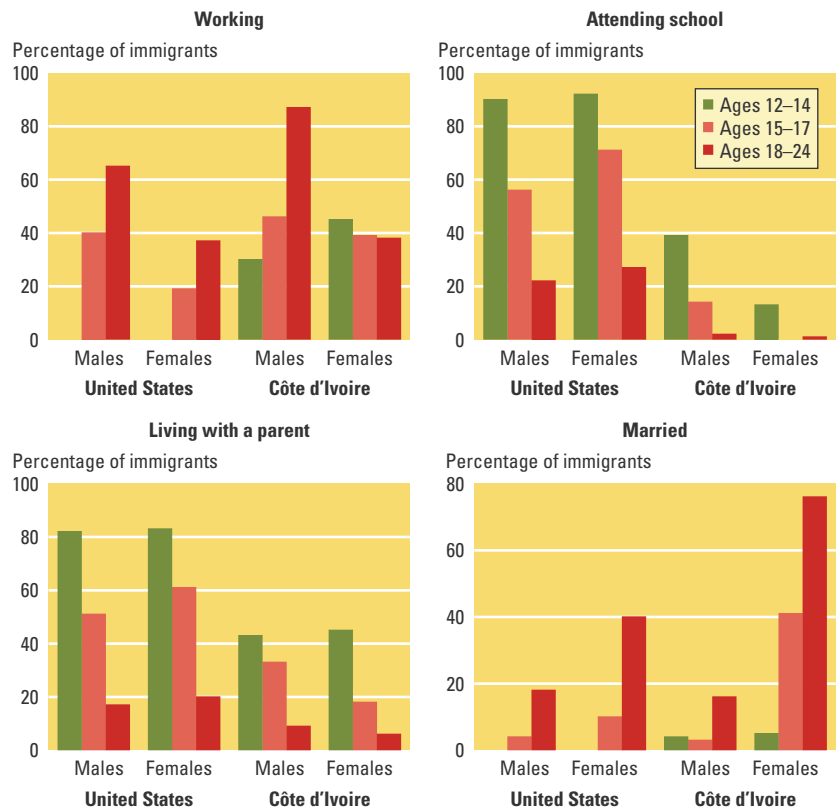 Working
Percentage of immigrants
100
80
60
40
20
0
Males Females Males Females
United States Côte d'Ivoire
Attending school
Percentage of immigrants
100
80
60
40
20
0
Ages 12–14
Ages 15–17
Ages 18–24
Males Females Males Females
United States Côte d'Ivoire
Living with a parent
Percentage of immigrants
100
80
60
40
20
0
Males Females Males Females
United States Côte d'Ivoire
Married
Percentage of immigrants
80
60
40
20
0
Males Females Males Females
United States Côte d'Ivoire